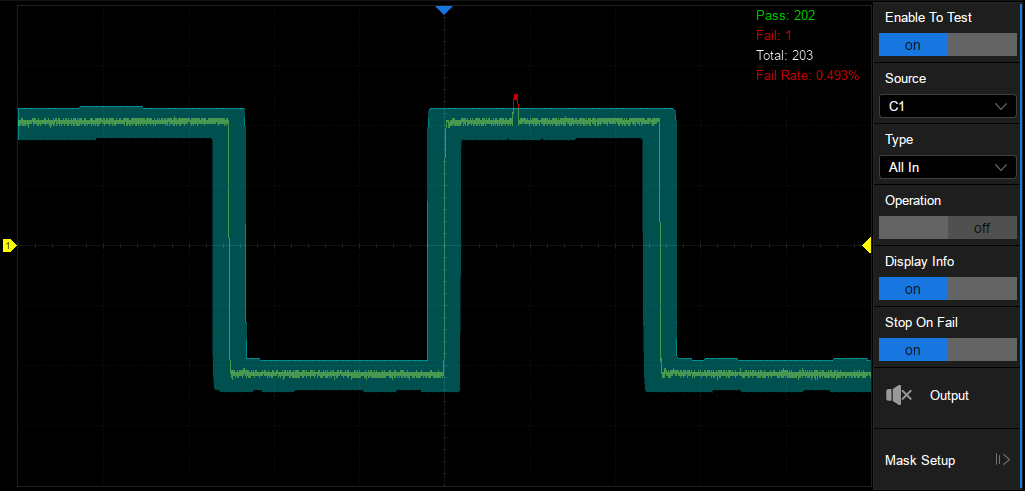 Pass: 202
Fail: 1
Total: 203
Fail Rate: 0.493%
1
Enable To Test
on
Source
C1
Type
All In
Operation
off
Display Info
on
Stop On Fail
on
Output
Mask Setup